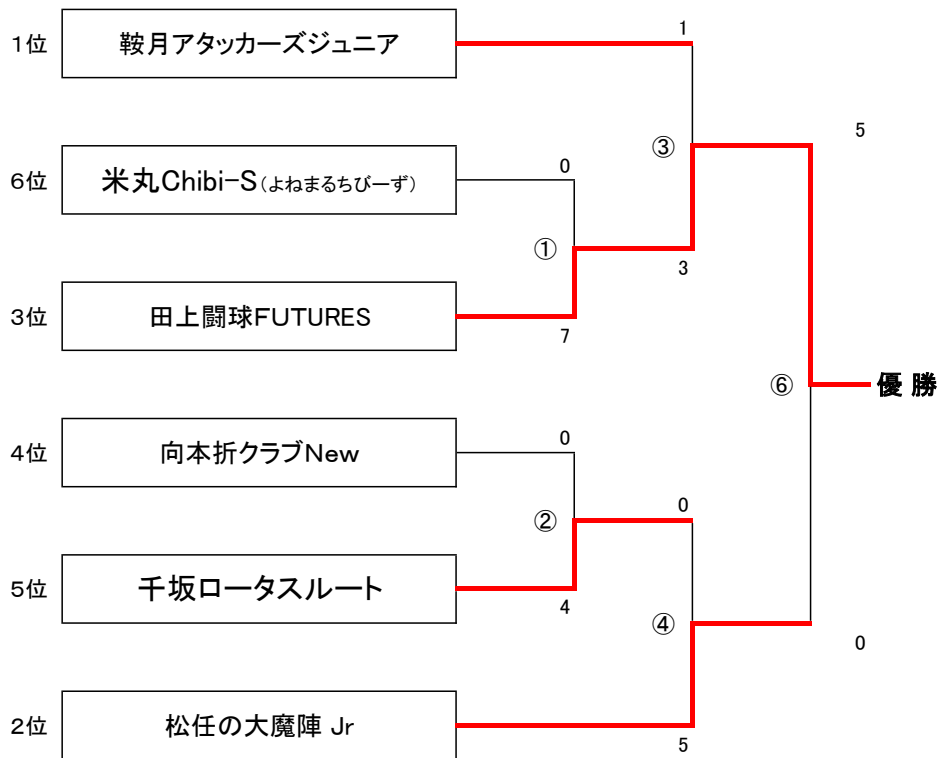 1
1位 鞍月アタッカーズジュニア
5
③
0
6位 米丸Chibi-S(よねまるちびーず)
①
3
3位 田上闘球FUTURES
7
⑥ 優 勝
0
4位 向本折クラブNew
0
②
5位 千坂ロータスルート
4
④
0
2位 松任の大魔陣 Jr
5